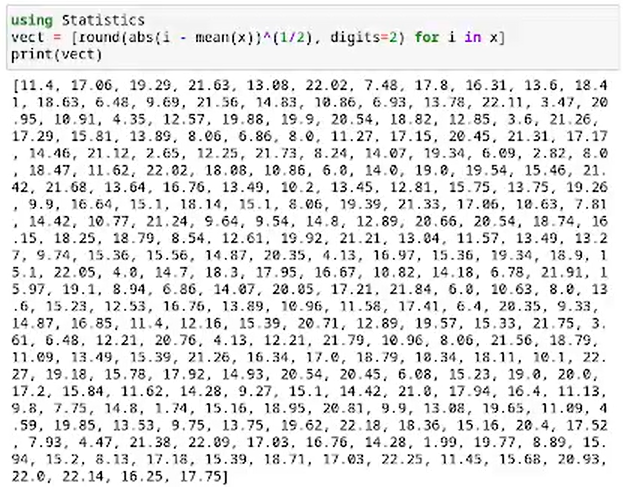 using Statistics
vect = [round(abs(i - mean(x))^(1/2), digits=2) for i in x]
print(vect)
[11.4, 17.06, 19.29, 21.63, 13.08, 22.02, 7.48, 17.8, 16.31, 13.6, 18.4
1, 18.63, 6.48, 9.69, 21.56, 14.83, 10.86, 6.93, 13.78, 22.11, 3.47, 20
.95, 10.91, 4.35, 12.57, 19.88, 19.9, 20.54, 18.82, 12.85, 3.6, 21.26,
17.29, 15.81, 13.89, 8.06, 6.86, 8.0, 11.27, 17.15, 20.45, 21.31, 17.17
, 14.46, 21.12, 2.65, 12.25, 21.73, 8.24, 14.07, 19.34, 6.09, 2.82, 8.0
, 18.47, 11.62, 22.02, 18.08, 10.86, 6.0, 14.0, 19.0, 19.54, 15.46, 21.
42, 21.68, 13.64, 16.76, 13.49, 10.2, 13.45, 12.81, 15.75, 13.75, 19.26
, 9.9, 16.64, 15.1, 18.14, 15.1, 8.06, 19.39, 21.33, 17.06, 10.63, 7.81
, 14.42, 10.77, 21.24, 9.64, 9.54, 14.8, 12.89, 20.66, 20.54, 18.74, 16
.15, 18.25, 18.79, 8.54, 12.61, 19.92, 21.21, 13.04, 11.57, 13.49, 13.2
7, 9.74, 15.36, 15.56, 14.87, 20.35, 4.13, 16.97, 15.36, 19.34, 18.9, 1
5.1, 22.05, 4.0, 14.7, 18.3, 17.95, 16.67, 10.82, 14.18, 6.78, 21.91, 1
5.97, 19.1, 8.94, 6.86, 14.07, 20.05, 17.21, 21.84, 6.0, 10.63, 8.0, 13
.6, 15.23, 12.53, 16.76, 13.89, 10.96, 11.58, 17.41, 6.4, 20.35, 9.33,
14.87, 16.85, 11.4, 12.16, 15.39, 20.71, 12.89, 19.57, 15.33, 21.75, 3.
61, 6.48, 12.21, 20.76, 4.13, 12.21, 21.79, 10.96, 8.06, 21.56, 18.79,
11.09, 13.49, 15.39, 21.26, 16.34, 17.0, 18.79, 10.34, 18.11, 10.1, 22.
27, 19.18, 15.78, 17.92, 14.93, 20.54, 20.45, 6.08, 15.23, 19.0, 20.0,
17.2, 15.84, 11.62, 14.28, 9.27, 15.1, 14.42, 21.0, 17.94, 16.4, 11.13,
9.8, 7.75, 14.8, 1.74, 15.16, 18.95, 20.81, 9.9, 13.08, 19.65, 11.09, 4
.59, 19.85, 13.53, 9.75, 13.75, 19.62, 22.18, 18.36, 15.16, 20.4, 17.52
, 7.93, 4.47, 21.38, 22.09, 17.03, 16.76, 14.28, 1.99, 19.77, 8.89, 15.
94, 15.2, 8.13, 17.18, 15.39, 18.71, 17.03, 22.25, 11.45, 15.68, 20.93,
22.0, 22.14, 16.25, 17.75]